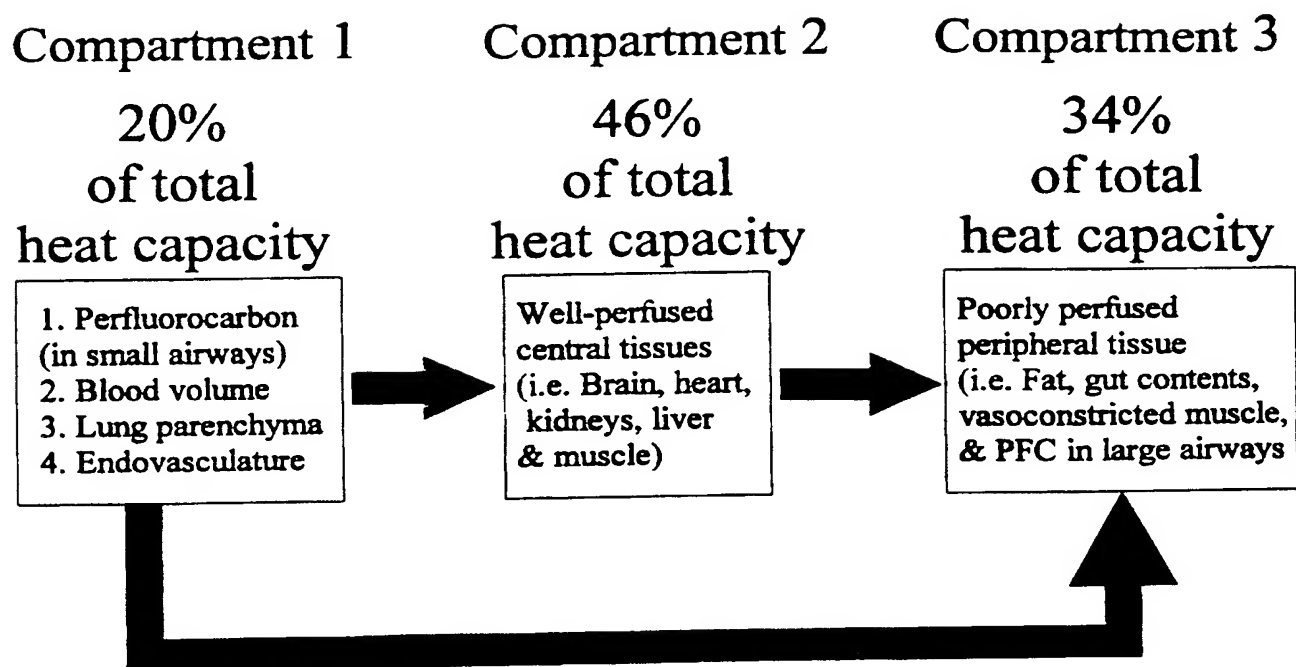 Compartment 1
20%
of total
heat capacity
1. Perfluorocarbon
(in small airways)
2. Blood volume
3. Lung parenchyma
4. Endovasculature
Compartment 2
46%
of total
heat capacity
Well-perfused
central tissues
(i.e. Brain, heart,
kidneys, liver
& muscle)
Compartment 3
34%
of total
heat capacity
Poorly perfused
peripheral tissue
(i.e. Fat, gut contents,
vasoconstricted muscle,
& PFC in large airways